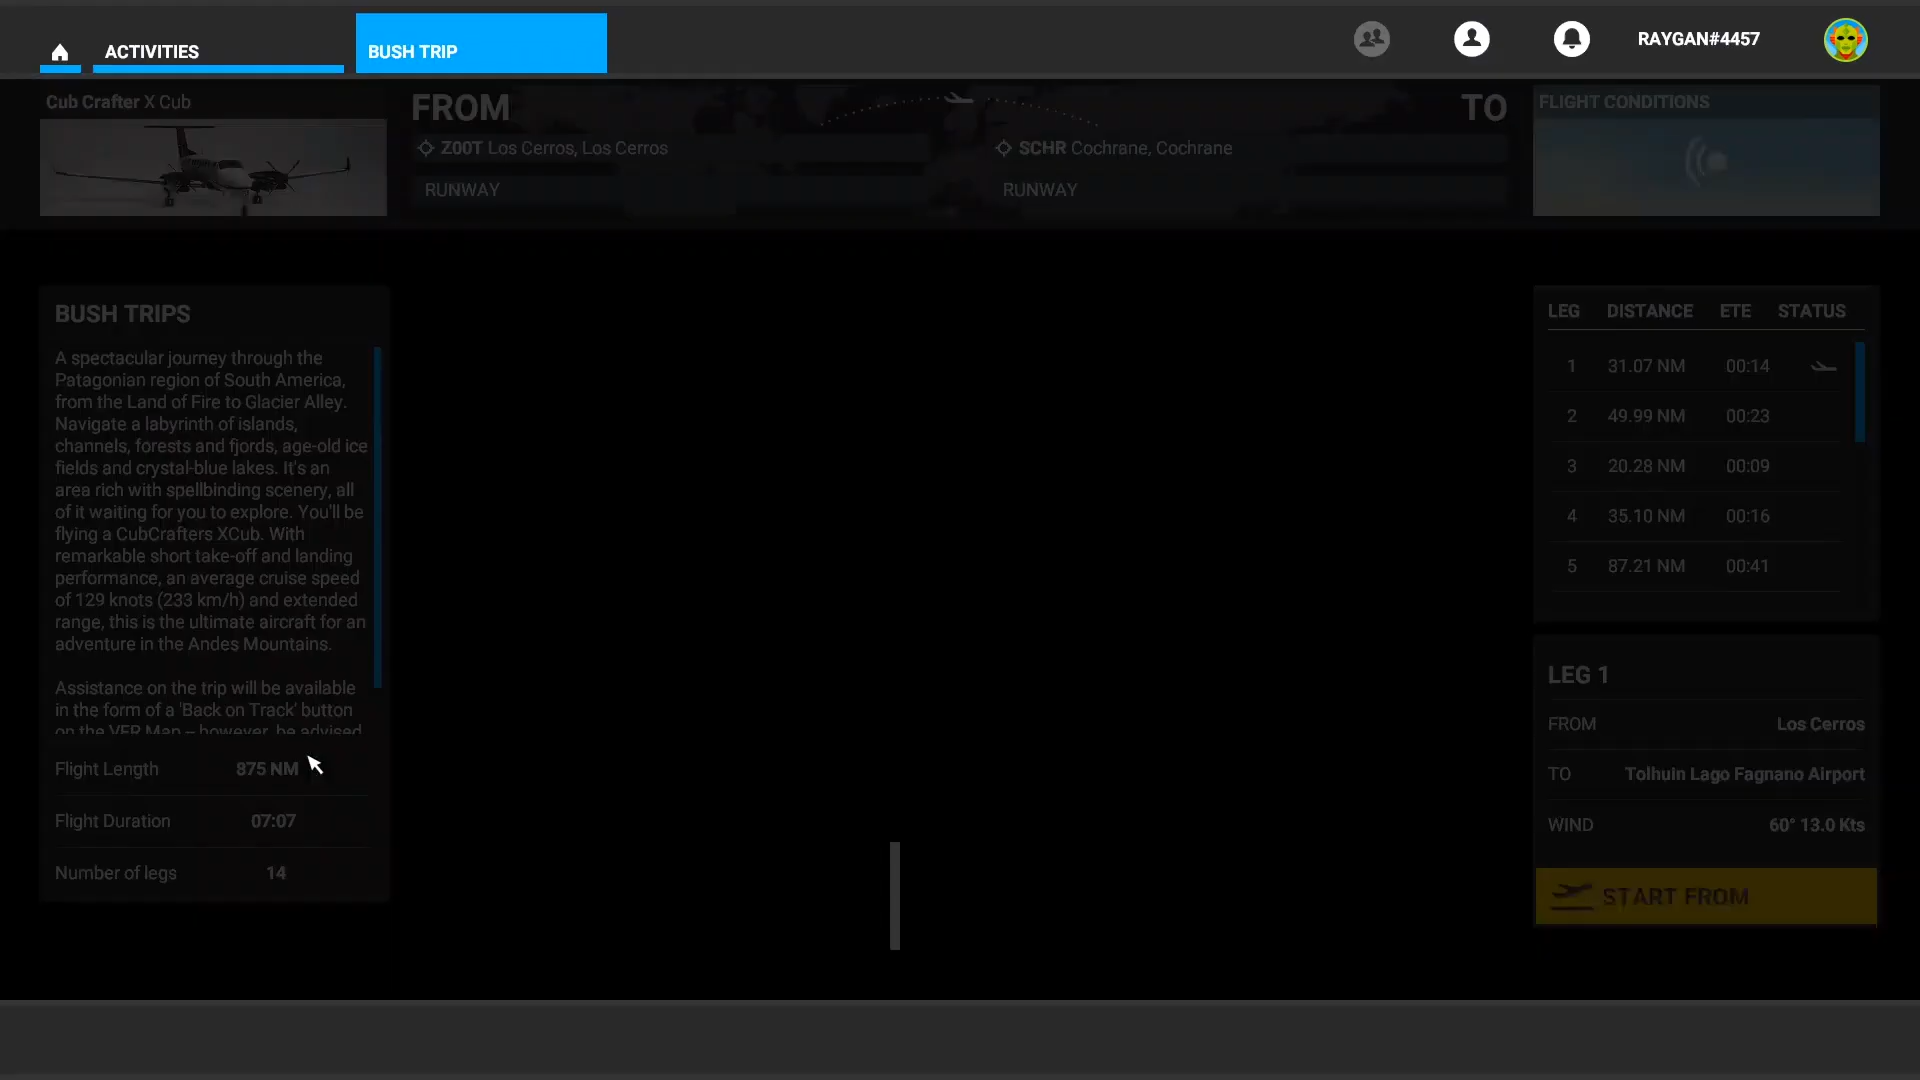 ACTIVITIES
BUSH TRIP
RAYGAN#4457
Cub Crafter X Cub
FROM
Z00T Los Cerros, Los Cerros
RUNWAY
TO
SCHR Cochrane, Cochrane
RUNWAY
FLIGHT CONDITIONS
BUSH TRIPS
A spectacular journey through the
Patagonian region of South America,
from the Land of Fire to Glacier Alley.
Navigate a labyrinth of islands,
channels, forests and fjords, age-old ice
fields and crystal-blue lakes. It's an
area rich with spellbinding scenery, all
of it waiting for you to explore. You'll be
flying a CubCrafters XCub. With
remarkable short take-off and landing
performance, an average cruise speed
of 129 knots (233 km/h) and extended
range, this is the ultimate aircraft for an
adventure in the Andes Mountains.
Assistance on the trip will be available
in the form of a 'Back on Track' button
on the VFR Map – however, be advised
Flight Length 875 NM
Flight Duration 07:07
Number of legs 14
LEG DISTANCE ETE STATUS
1 31.07 NM 00:14
2 49.99 NM 00:23
3 20.28 NM 00:09
4 35.10 NM 00:16
5 87.21 NM 00:41
LEG 1
FROM Los Cerros
TO Tolhuin Lago Fagnano Airport
WIND 60° 13.0 Kts
START FROM